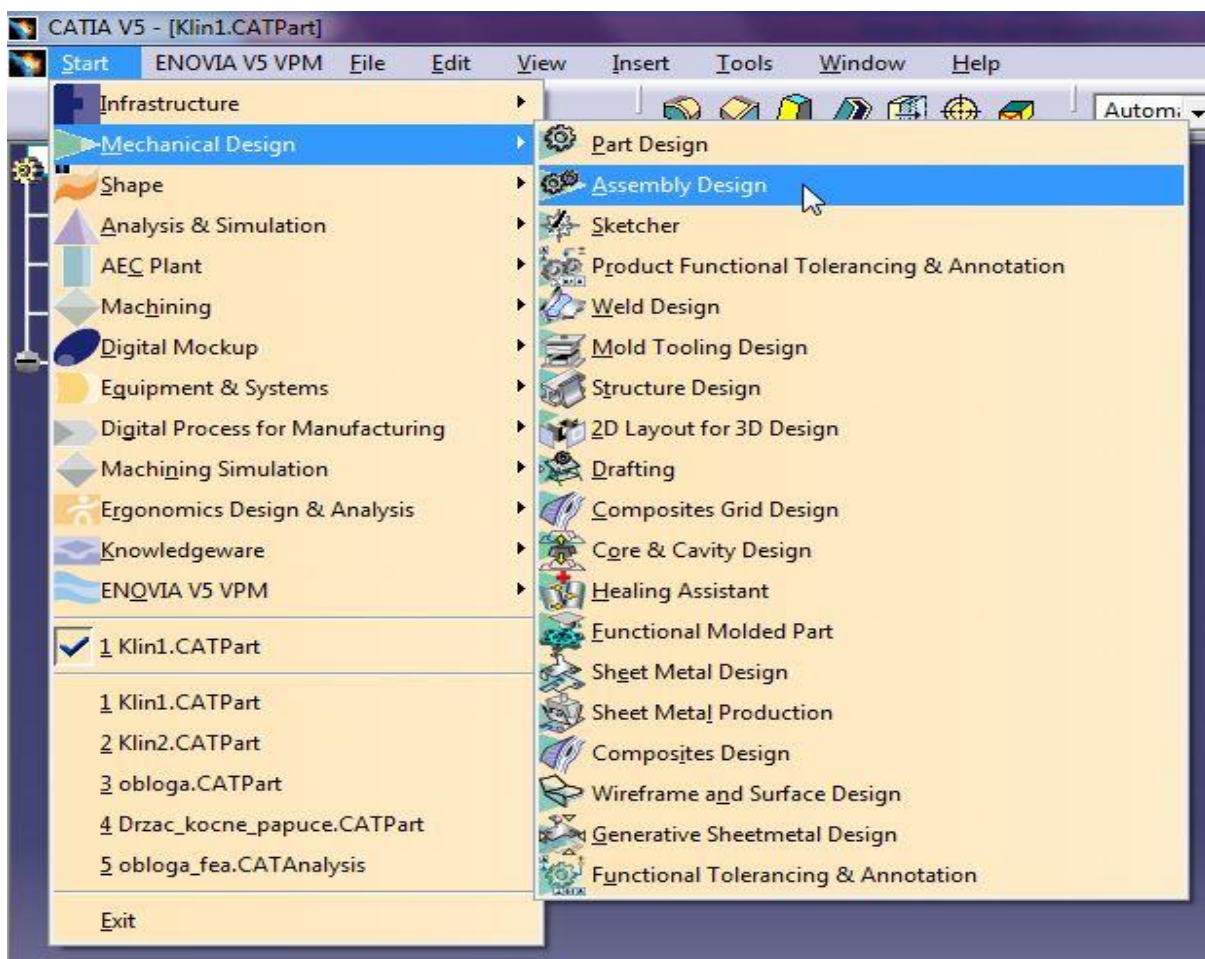 CATIA V5 - [Klin1.CATPart]
Start ENOVIA V5 VPM File Edit View Insert Tools Window Help
Automa
Infrastructure
Mechanical Design
Shape
Analysis & Simulation
AEC Plant
Machining
Digital Mockup
Equipment & Systems
Digital Process for Manufacturing
Machining Simulation
Ergonomics Design & Analysis
Knowledgeware
ENOVIA V5 VPM
1 Klin1.CATPart
1 Klin1.CATPart
2 Klin2.CATPart
3 obloga.CATPart
4 Drzac_kocne_papuce.CATPart
5 obloga_fea.CATAnalysis
Exit
Part Design
Assembly Design
Sketcher
Product Functional Tolerancing & Annotation
Weld Design
Mold Tooling Design
Structure Design
2D Layout for 3D Design
Drafting
Composites Grid Design
Core & Cavity Design
Healing Assistant
Functional Molded Part
Sheet Metal Design
Sheet Metal Production
Composites Design
Wireframe and Surface Design
Generative Sheetmetal Design
Functional Tolerancing & Annotation